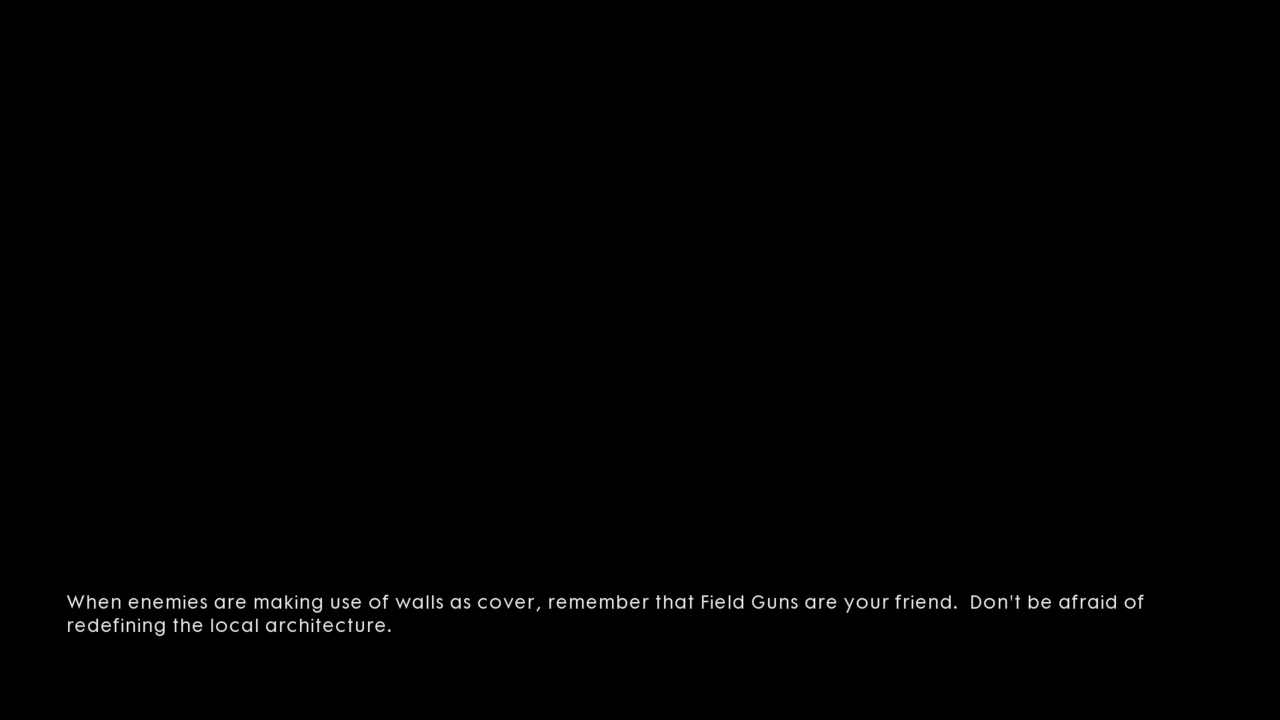 When enemies are making use of walls as cover, remember that Field Guns are your friend.  Don't be afraid of
redefining the local architecture.